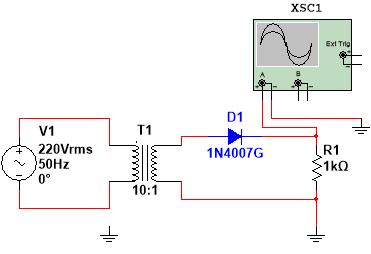 XSC1
Ext Trig
+
-
A
B
+
-
+
-
V1
220Vrms
50Hz
0°
T1
10:1
D1
1N4007G
R1
1kΩ
+